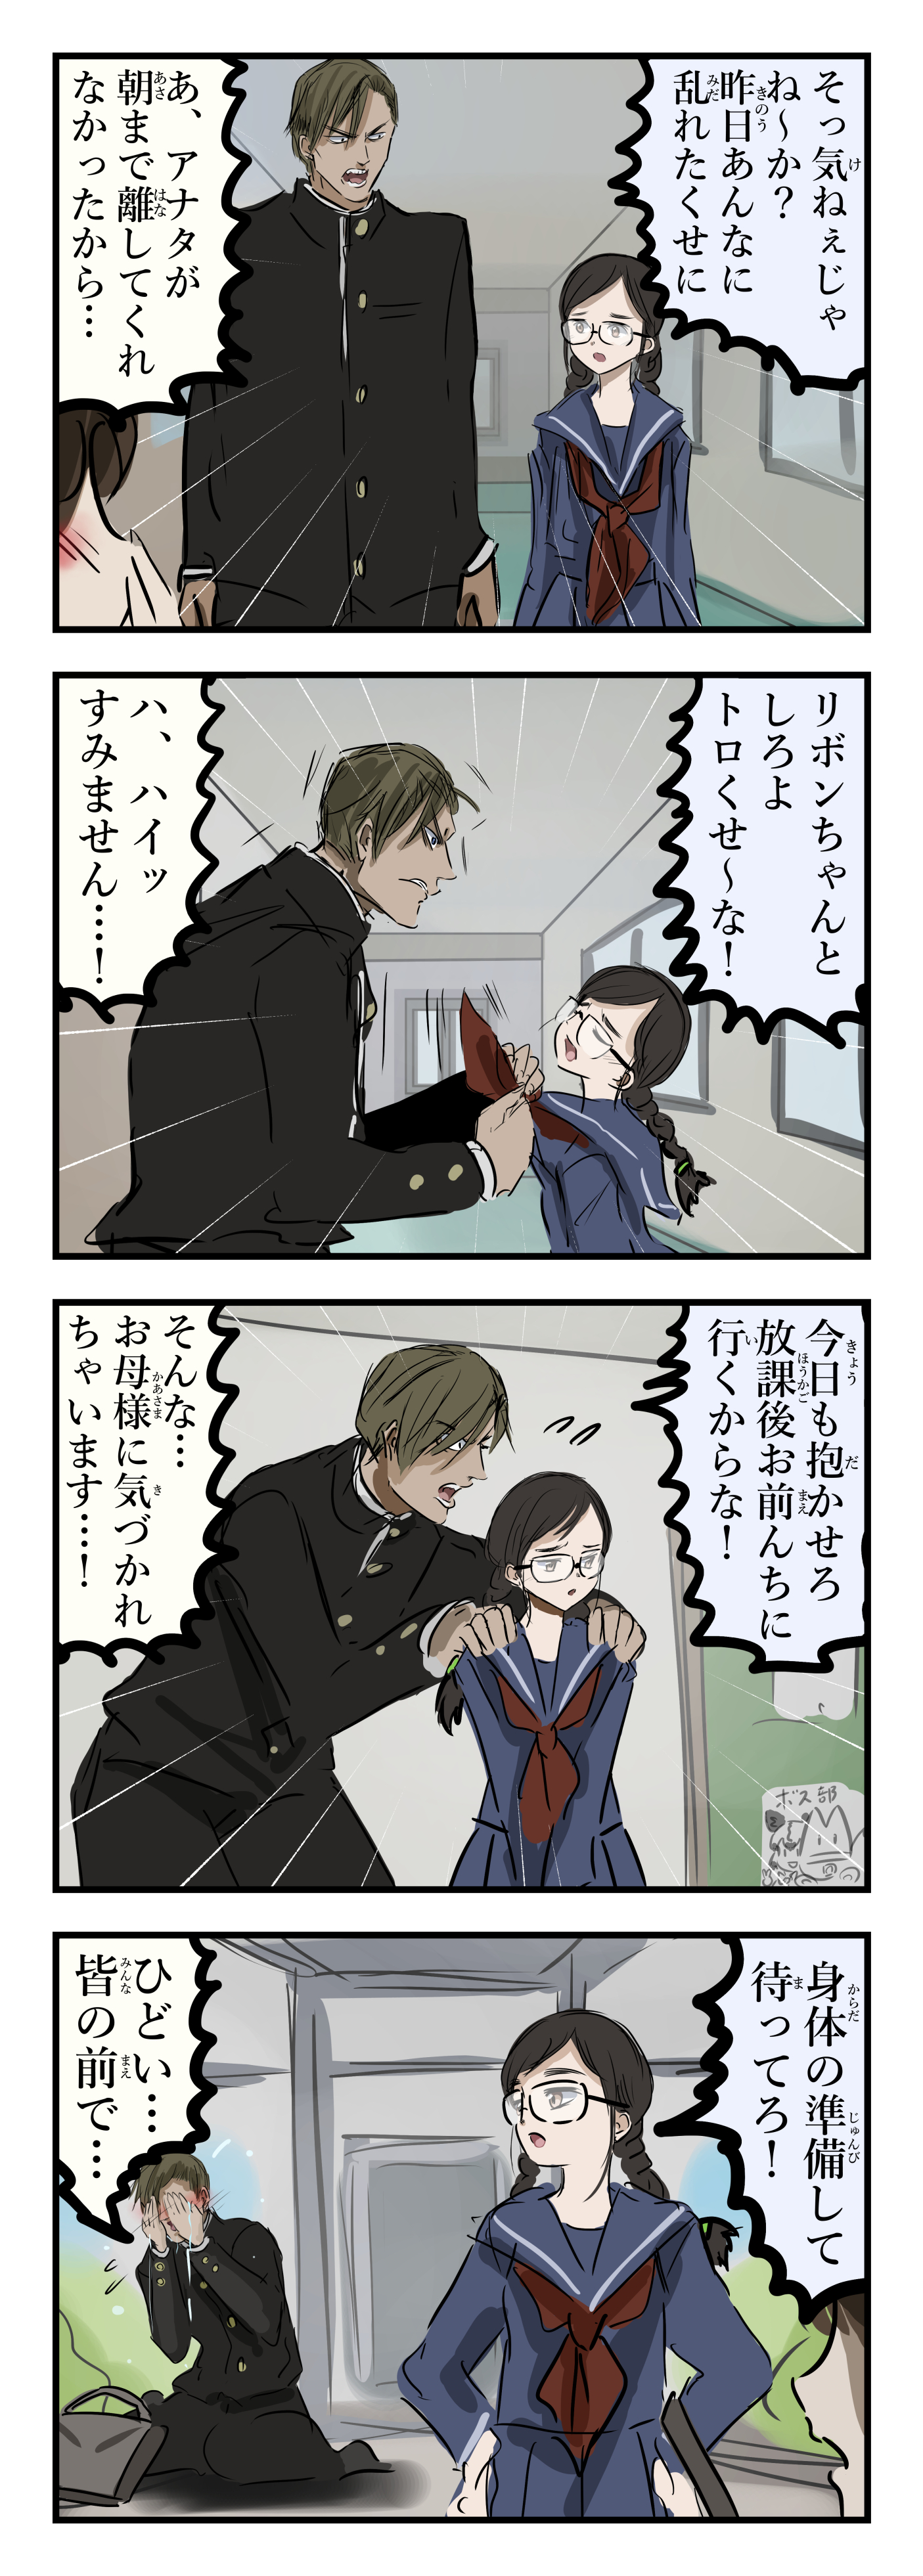 そっ気ねぇじゃ
ね～か？
昨日あんなに
乱れたくせに
あ、アナタが
朝まで離してくれ
なかったから…
リボンちゃんと
しろよ
トロくせ～な！
ハ、ハイッ
すみません……！
今日も抱かせろ
放課後お前んちに
行くからな！
そんな…
お母様に気づかれ
ちゃいます……！
ボス部
身体の準備して
待ってろ！
ひどい…
皆の前で…